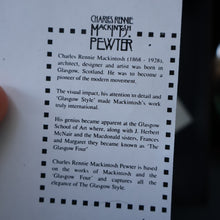 CHARLES RENNIE
MACKINTOSH
PEWTER
Charles Rennie Mackintosh (1868 - 1928),
architect, designer and artist was born in
Glasgow, Scotland. He was to become a
pioneer of the modern movement.
The visual impact, his attention to detail and
"Glasgow Style" made Mackintosh's work
truly international.
His genius became apparent at the Glasgow
School of Art where, along with J. Herbert
McNair and the Macdonald sisters, Frances
and Margaret they became known as 'The
Glasgow Four'
Charles Rennie Mackintosh Pewter is based
on the works of Mackintosh and the
'Glasgow Four' and captures all the
elegance of The Glasgow Style.